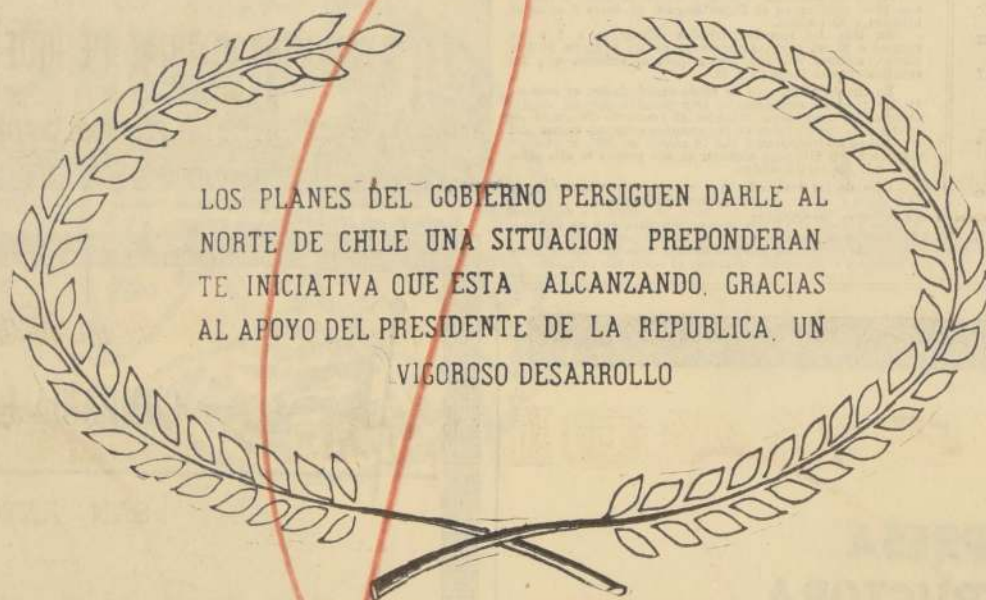 LOS PLANES DEL GOBIERNO PERSIGUEN DARLE AL
NORTE DE CHILE UNA SITUACION PREPONDERAN
TE, INICIATIVA QUE ESTA ALCANZANDO, GRACIAS
AL APOYO DEL PRESIDENTE DE LA REPUBLICA, UN
VIGOROSO DESARROLLO